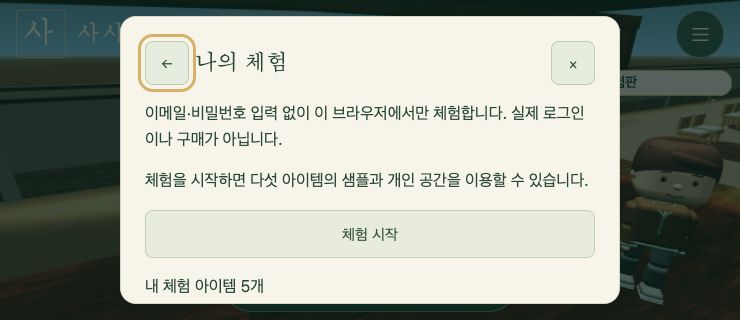 사 사
← 나의 체험 ×
험판
이메일·비밀번호 입력 없이 이 브라우저에서만 체험합니다. 실제 로그인
이나 구매가 아닙니다.
체험을 시작하면 다섯 아이템의 샘플과 개인 공간을 이용할 수 있습니다.
체험 시작
내 체험 아이템 5개